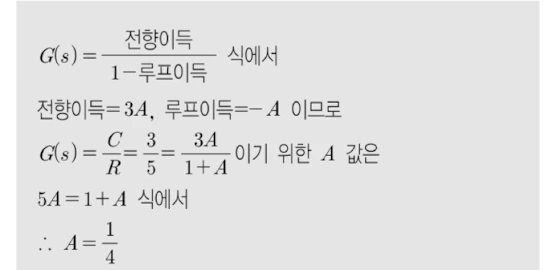 G(s) = 전향이득 / 1-루프이득 식에서
전향이득=3A, 루프이득=-A 이므로
G(s) = C/R = 3/5 = 3A/1+A 이기 위한 A 값은
5A=1+A 식에서
∴ A = 1/4